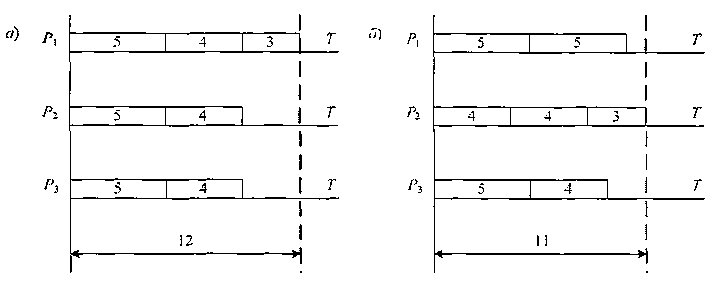 а) P₁ 5 4 3 T
P₂ 5 4 T
P₃ 5 4 T
12
б) P₁ 5 5 T
P₂ 4 4 3 T
P₃ 5 4 T
11